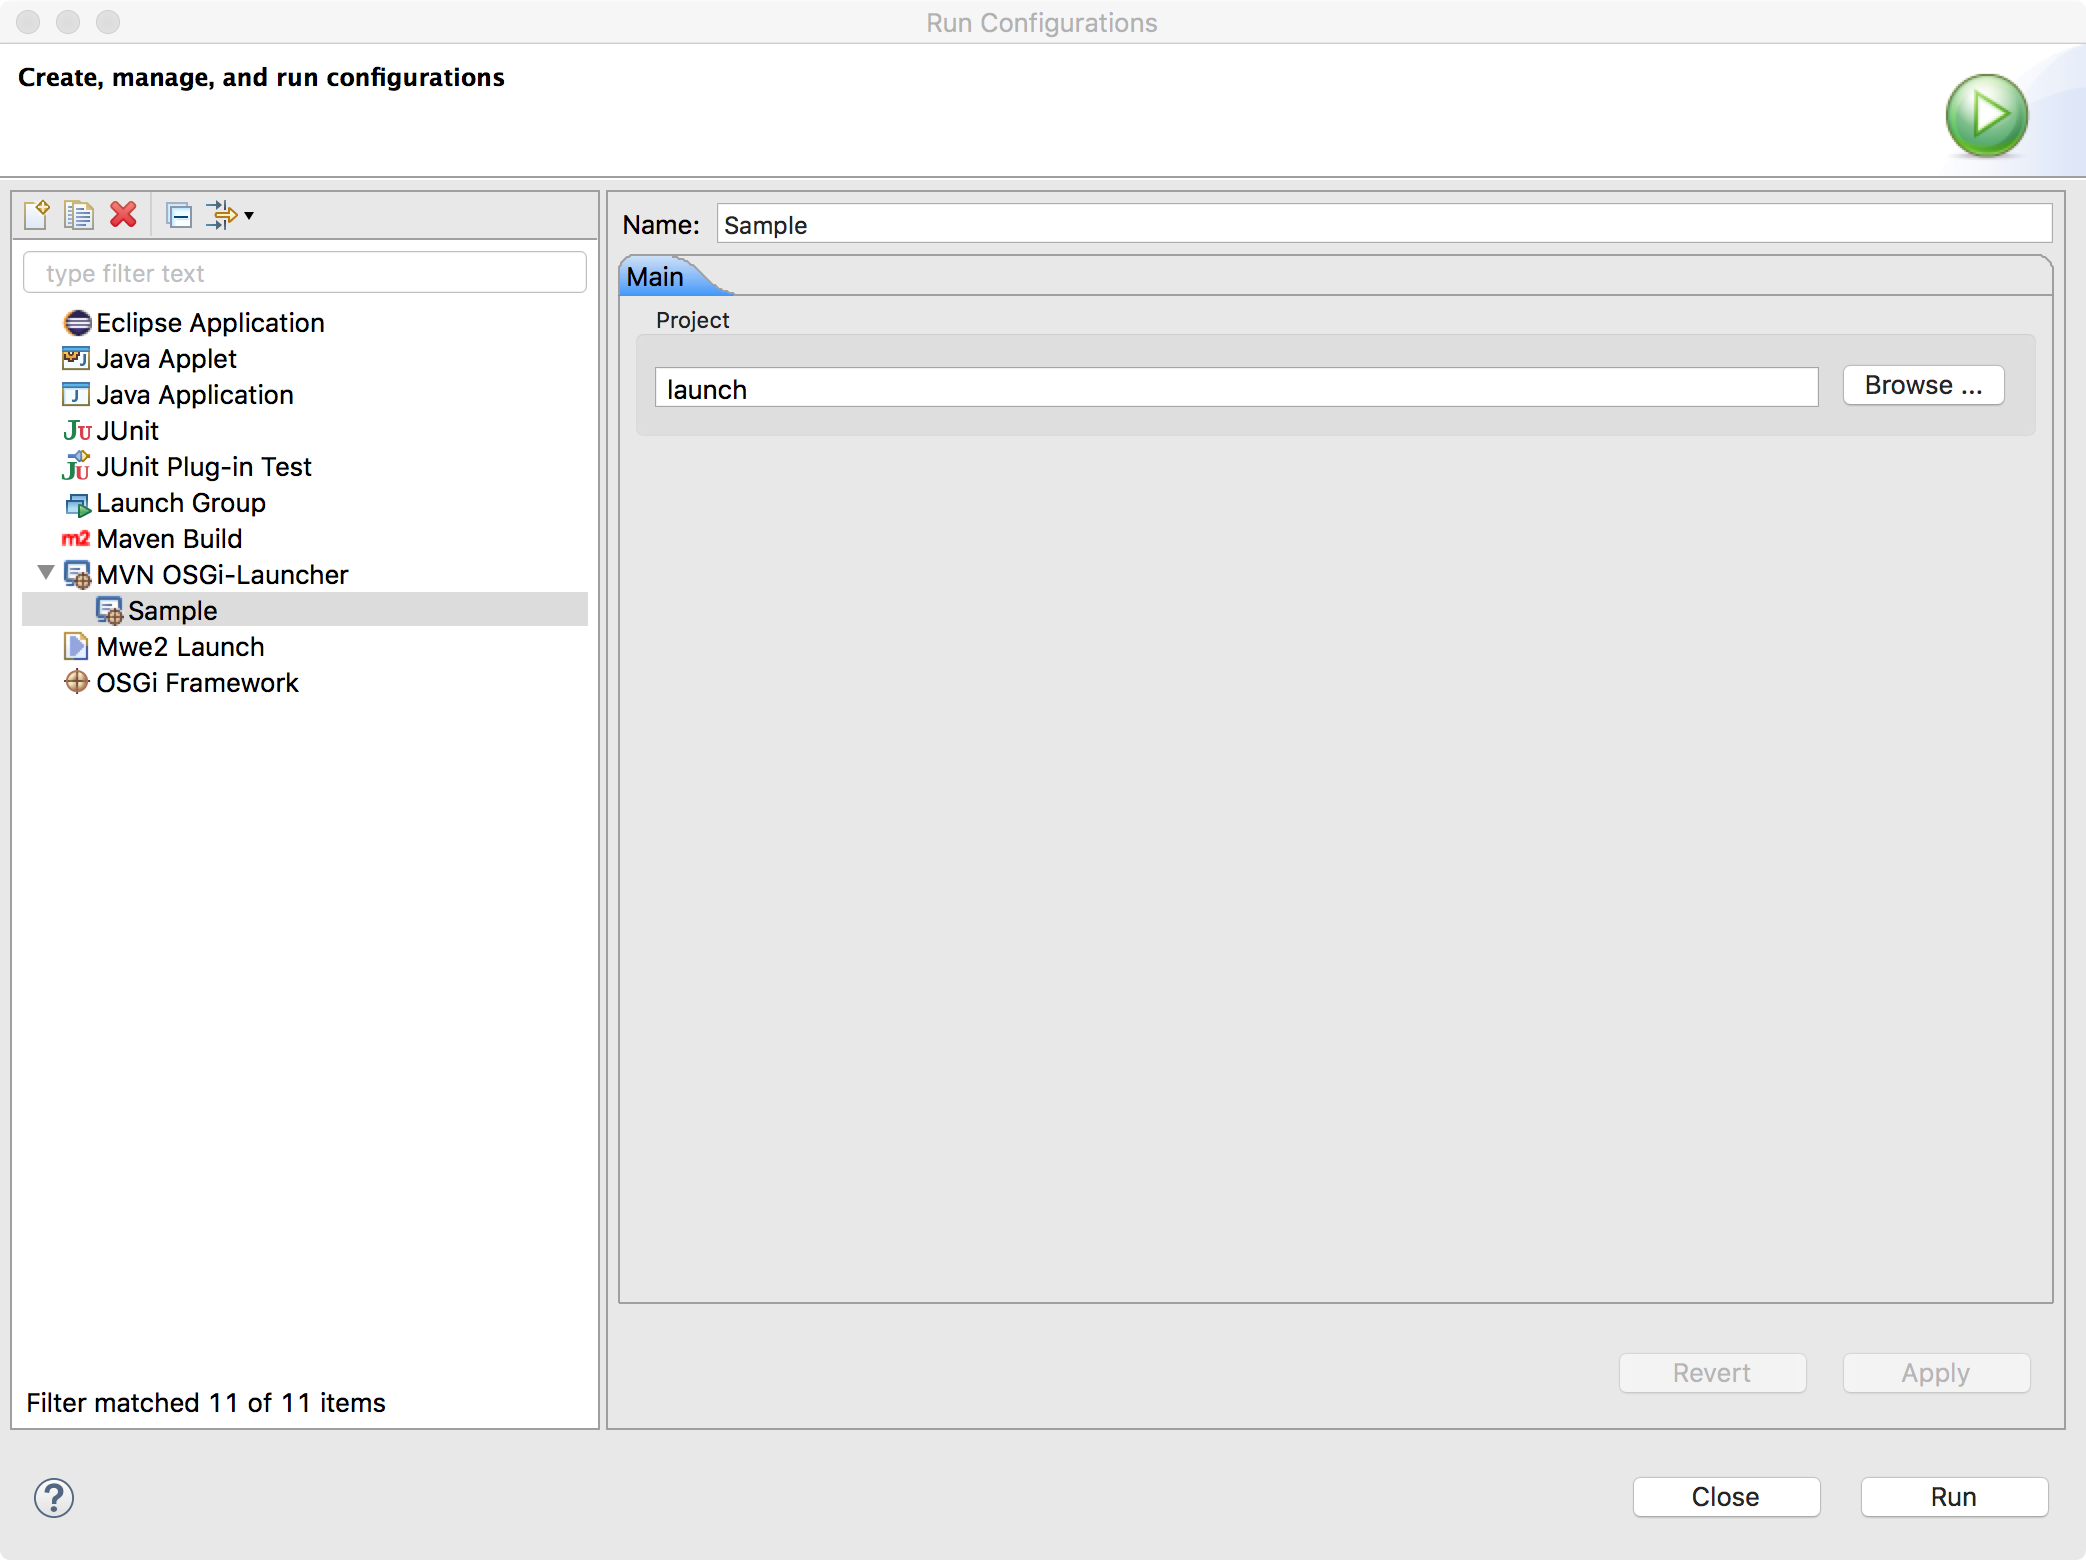 Run Configurations
Create, manage, and run configurations
type filter text
Eclipse Application
Java Applet
Java Application
JUnit
JUnit Plug-in Test
Launch Group
m2 Maven Build
MVN OSGi-Launcher
Sample
Mwe2 Launch
OSGi Framework
Filter matched 11 of 11 items
Name: Sample
Main
Project
launch Browse ...
Revert Apply
? Close Run